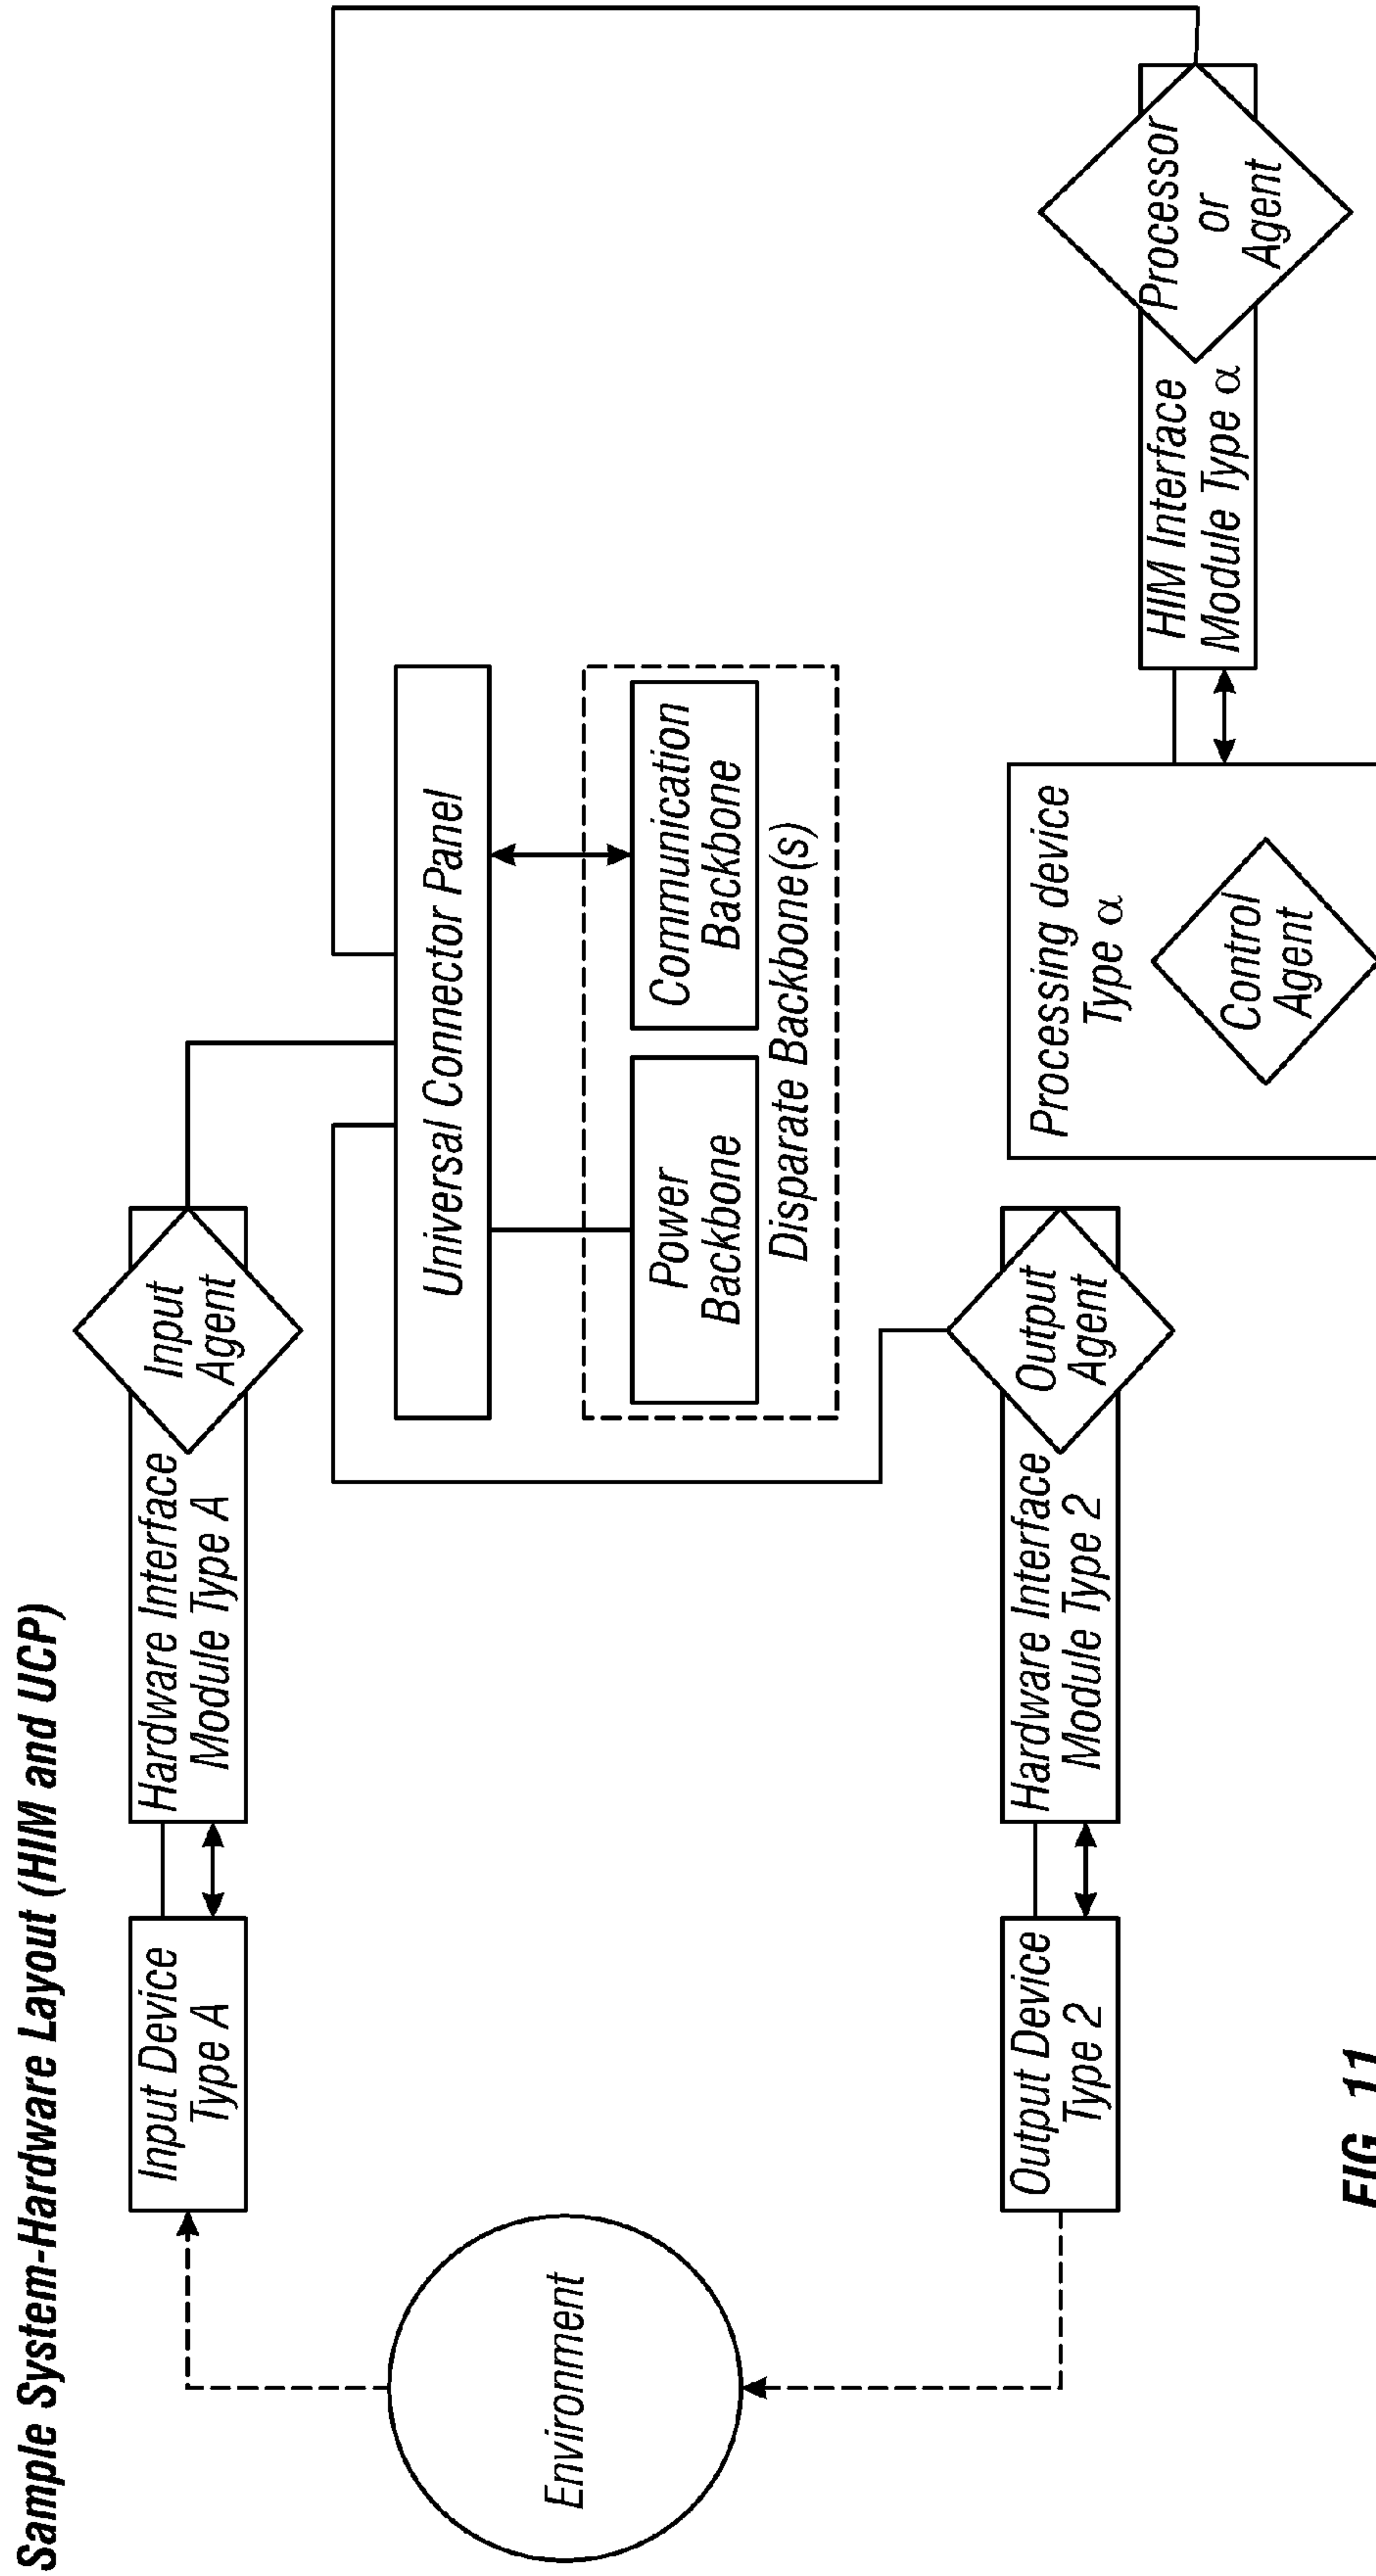 Sample System-Hardware Layout (HIM and UCP)
Input Device
Type A
Hardware Interface
Module Type A
Input
Agent
Environment
Universal Connector Panel
Power
Backbone
Communication
Backbone
Disparate Backbone(s)
Output Device
Type 2
Hardware Interface
Module Type 2
Output
Agent
Processing device
Type α
Control
Agent
HIM Interface
Module Type α
Processor
or
Agent
FIG. 11